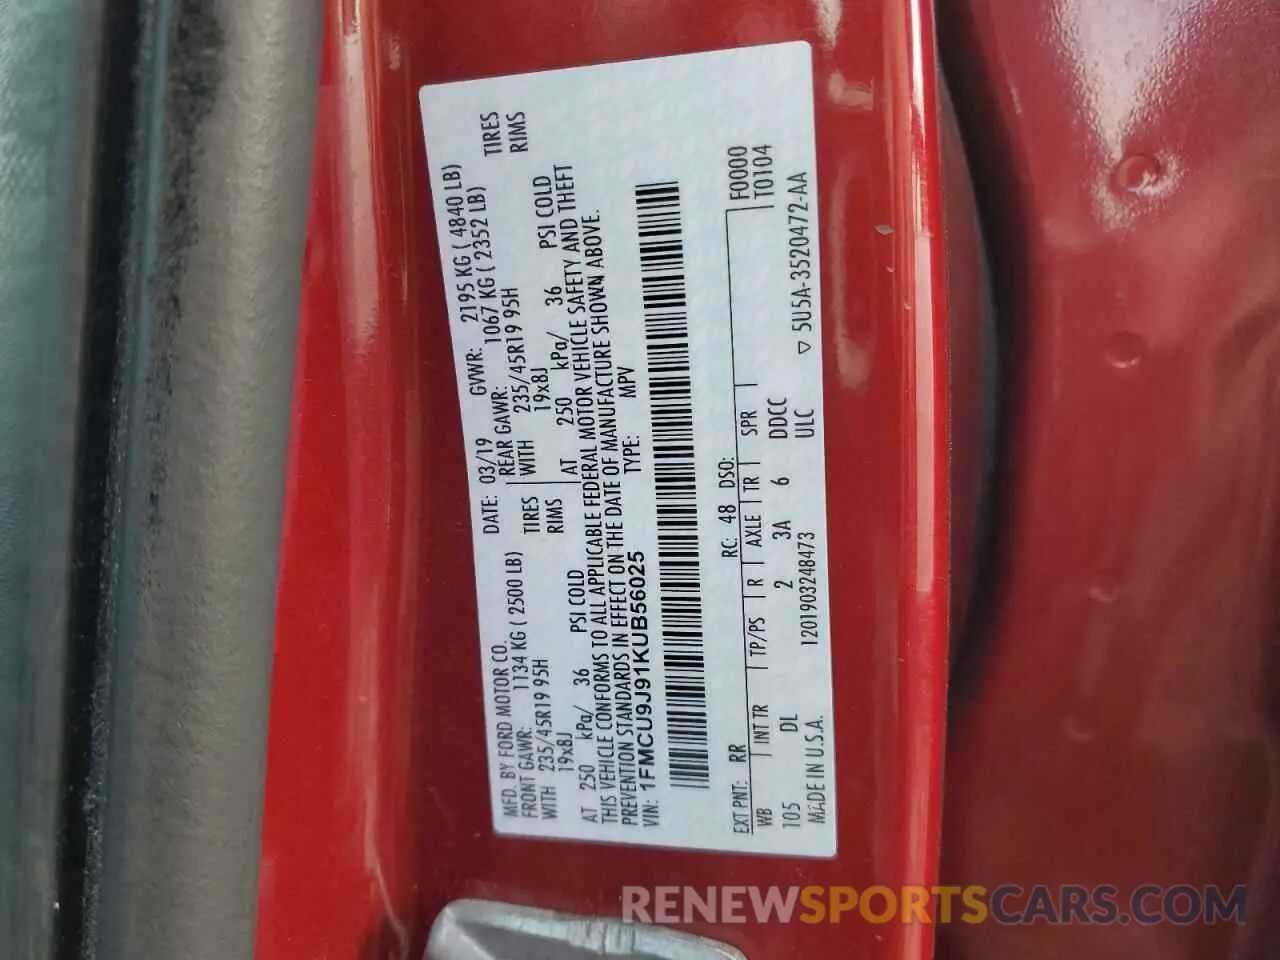 MFD. BY FORD MOTOR CO.
DATE: 03/19 GVWR: 2195 KG ( 4840 LB)
FRONT GAWR: 1134 KG ( 2500 LB)
REAR GAWR: 1067 KG ( 2352 LB)
WITH 235/45R19 95H TIRES
WITH 235/45R19 95H TIRES
19x8J RIMS
19x8J RIMS
AT 250 kPa/ 36 PSI COLD
AT 250 kPa/ 36 PSI COLD
THIS VEHICLE CONFORMS TO ALL APPLICABLE FEDERAL MOTOR VEHICLE SAFETY AND THEFT
PREVENTION STANDARDS IN EFFECT ON THE DATE OF MANUFACTURE SHOWN ABOVE.
VIN: 1FMCU9J91KUB56025 TYPE: MPV
EXT PNT: RR RC: 48 DSO: F0000
WB INT TR TP/PS R AXLE TR SPR T0104
105 DL 2 3A 6 DDCC
MADE IN U.S.A. 1201903248473 ULC ▽ 5U5A-3520472-AA
RENEWSPORTSCARS.COM